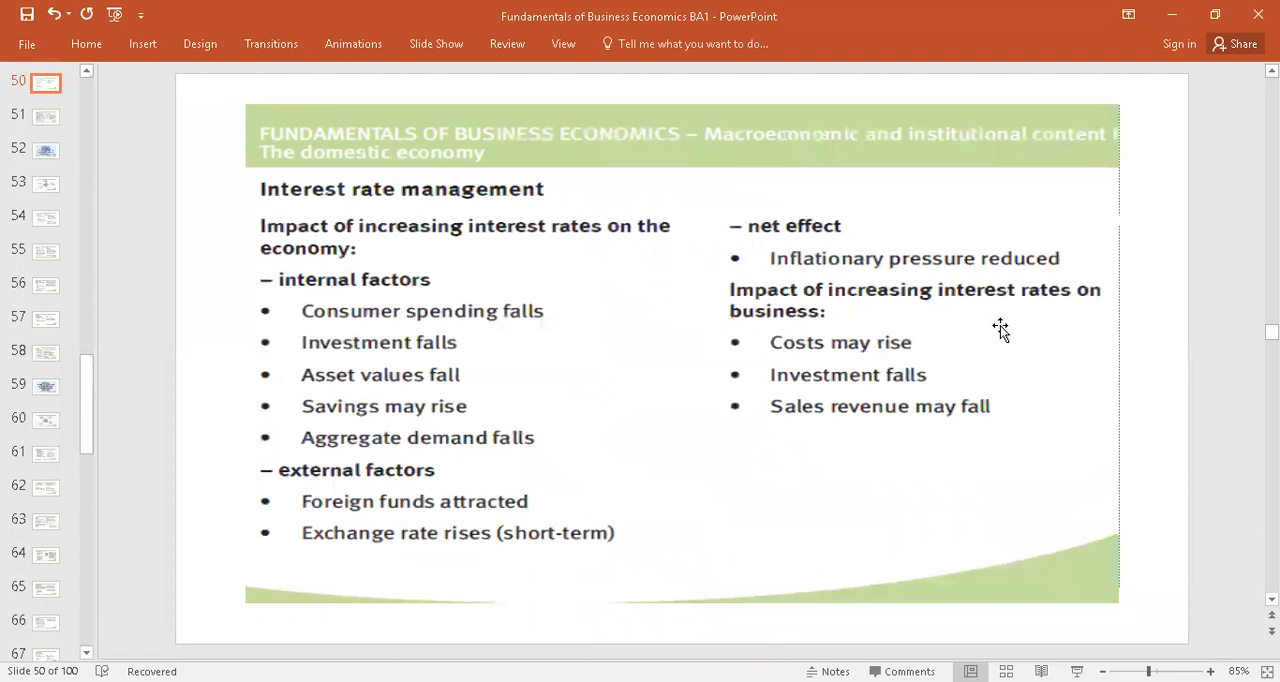 Fundamentals of Business Economics BA1 - PowerPoint
File Home Insert Design Transitions Animations Slide Show Review View Tell me what you want to do... Sign in Share
50
51
52
53
54
55
56
57
58
59
60
61
62
63
64
65
66
67
FUNDAMENTALS OF BUSINESS ECONOMICS – Macroeconomic and institutional content
The domestic economy
Interest rate management
Impact of increasing interest rates on the
economy:
– internal factors
• Consumer spending falls
• Investment falls
• Asset values fall
• Savings may rise
• Aggregate demand falls
– external factors
• Foreign funds attracted
• Exchange rate rises (short-term)
– net effect
• Inflationary pressure reduced
Impact of increasing interest rates on
business:
• Costs may rise
• Investment falls
• Sales revenue may fall
Slide 50 of 100 Recovered Notes Comments 85%